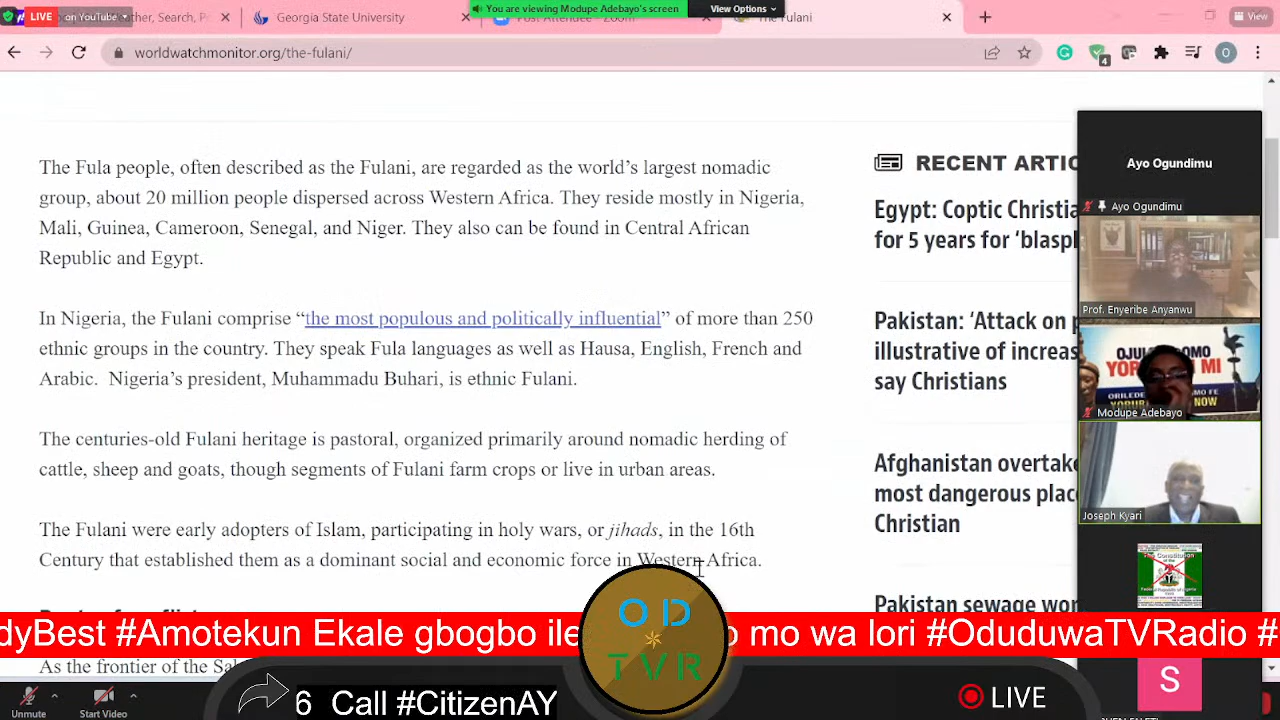 LIVE on YouTube
ther, Search, P
Georgia State University
Post Attendee - Zoom
The Fulani
You are viewing Modupe Adebayo's screen
View Options
View
worldwatchmonitor.org/the-fulani/
4
O
The Fula people, often described as the Fulani, are regarded as the world's largest nomadic
group, about 20 million people dispersed across Western Africa. They reside mostly in Nigeria,
Mali, Guinea, Cameroon, Senegal, and Niger. They also can be found in Central African
Republic and Egypt.
In Nigeria, the Fulani comprise “the most populous and politically influential” of more than 250
ethnic groups in the country. They speak Fula languages as well as Hausa, English, French and
Arabic. Nigeria's president, Muhammadu Buhari, is ethnic Fulani.
The centuries-old Fulani heritage is pastoral, organized primarily around nomadic herding of
cattle, sheep and goats, though segments of Fulani farm crops or live in urban areas.
The Fulani were early adopters of Islam, participating in holy wars, or jihads, in the 16th
Century that established them as a dominant social and economic force in Western Africa.
As the frontier of the Sa
RECENT ARTIC
Egypt: Coptic Christia
for 5 years for ‘blasp
Pakistan: ‘Attack on p
illustrative of increas
say Christians
Afghanistan overtake
most dangerous place
Christian
Pakistan sewage wor
Ayo Ogundimu
Ayo Ogundimu
Prof. Enyeribe Anyanwu
Modupe Adebayo
Joseph Kyari
The Constitution
S
dyBest #Amotekun Ekale gbogbo ile
o mo wa lori #OduduwaTVRadio #
OD
TVR
6 Call #CitizenAY
LIVE
Unmute
Start Video